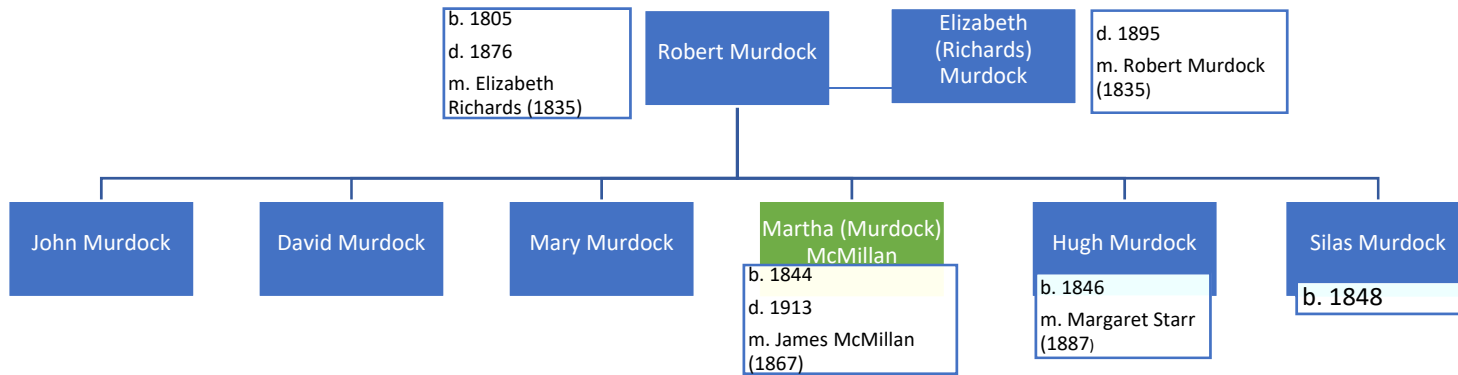 b. 1805
d. 1876
m. Elizabeth
Richards (1835)
Robert Murdock
Elizabeth
(Richards)
Murdock
d. 1895
m. Robert Murdock
(1835)
John Murdock
David Murdock
Mary Murdock
Martha (Murdock)
McMillan
b. 1844
d. 1913
m. James McMillan
(1867)
Hugh Murdock
b. 1846
m. Margaret Starr
(1887)
Silas Murdock
b. 1848